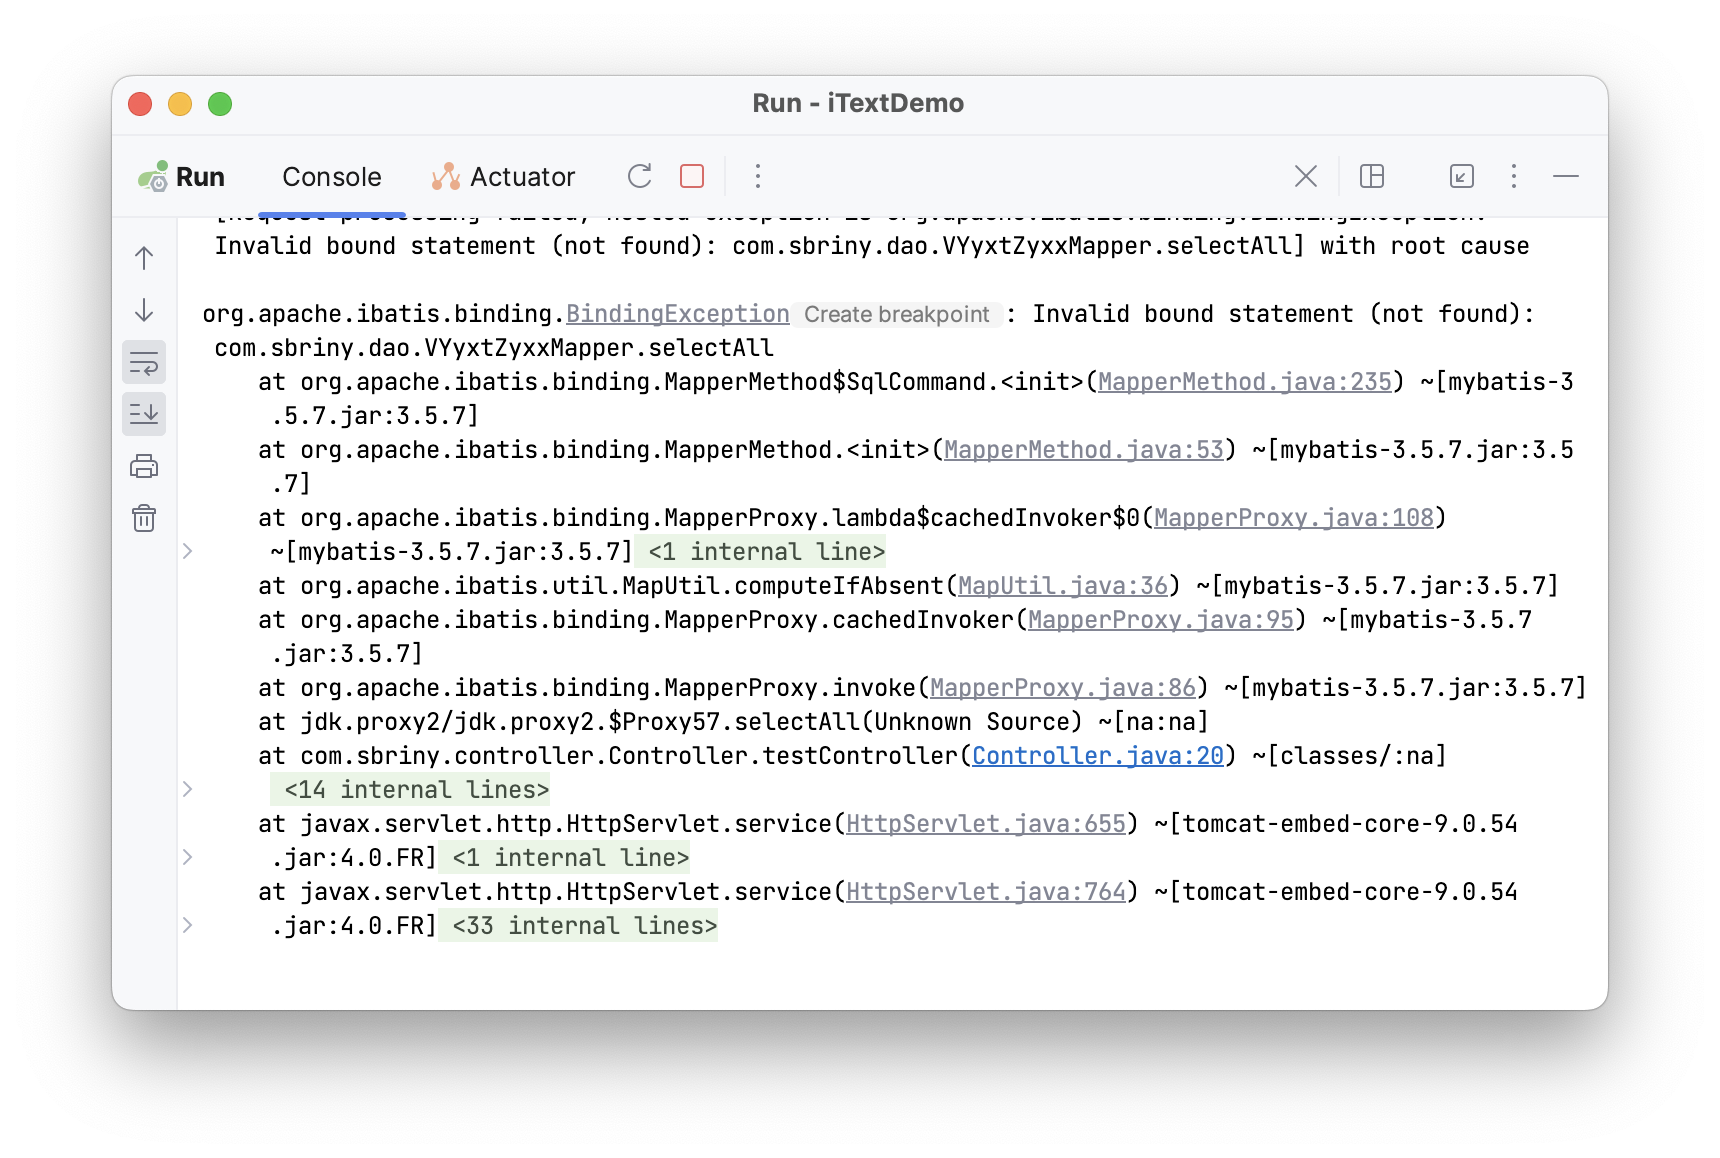 Run - iTextDemo
Run Console Actuator
[Request processing failed; nested exception is org.apache.ibatis.binding.BindingException:
Invalid bound statement (not found): com.sbriny.dao.VYyxtZyxxMapper.selectAll] with root cause
org.apache.ibatis.binding.BindingException Create breakpoint : Invalid bound statement (not found):
com.sbriny.dao.VYyxtZyxxMapper.selectAll
at org.apache.ibatis.binding.MapperMethod$SqlCommand.<init>(MapperMethod.java:235) ~[mybatis-3
.5.7.jar:3.5.7]
at org.apache.ibatis.binding.MapperMethod.<init>(MapperMethod.java:53) ~[mybatis-3.5.7.jar:3.5
.7]
at org.apache.ibatis.binding.MapperProxy.lambda$cachedInvoker$0(MapperProxy.java:108)
~[mybatis-3.5.7.jar:3.5.7] <1 internal line>
at org.apache.ibatis.util.MapUtil.computeIfAbsent(MapUtil.java:36) ~[mybatis-3.5.7.jar:3.5.7]
at org.apache.ibatis.binding.MapperProxy.cachedInvoker(MapperProxy.java:95) ~[mybatis-3.5.7
.jar:3.5.7]
at org.apache.ibatis.binding.MapperProxy.invoke(MapperProxy.java:86) ~[mybatis-3.5.7.jar:3.5.7]
at jdk.proxy2/jdk.proxy2.$Proxy57.selectAll(Unknown Source) ~[na:na]
at com.sbriny.controller.Controller.testController(Controller.java:20) ~[classes/:na]
<14 internal lines>
at javax.servlet.http.HttpServlet.service(HttpServlet.java:655) ~[tomcat-embed-core-9.0.54
.jar:4.0.FR] <1 internal line>
at javax.servlet.http.HttpServlet.service(HttpServlet.java:764) ~[tomcat-embed-core-9.0.54
.jar:4.0.FR] <33 internal lines>